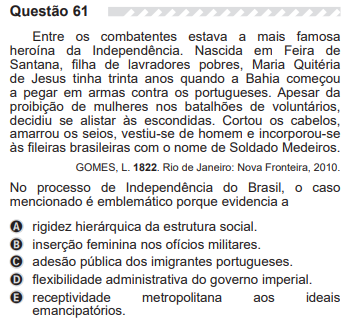 Questão 61
Entre os combatentes estava a mais famosa
heroína da Independência. Nascida em Feira de
Santana, filha de lavradores pobres, Maria Quitéria
de Jesus tinha trinta anos quando a Bahia começou
a pegar em armas contra os portugueses. Apesar da
proibição de mulheres nos batalhões de voluntários,
decidiu se alistar às escondidas. Cortou os cabelos,
amarrou os seios, vestiu-se de homem e incorporou-se
às fileiras brasileiras com o nome de Soldado Medeiros.
GOMES, L. 1822. Rio de Janeiro: Nova Fronteira, 2010.
No processo de Independência do Brasil, o caso
mencionado é emblemático porque evidencia a
A rigidez hierárquica da estrutura social.
B inserção feminina nos ofícios militares.
C adesão pública dos imigrantes portugueses.
D flexibilidade administrativa do governo imperial.
E receptividade metropolitana aos ideais
emancipatórios.